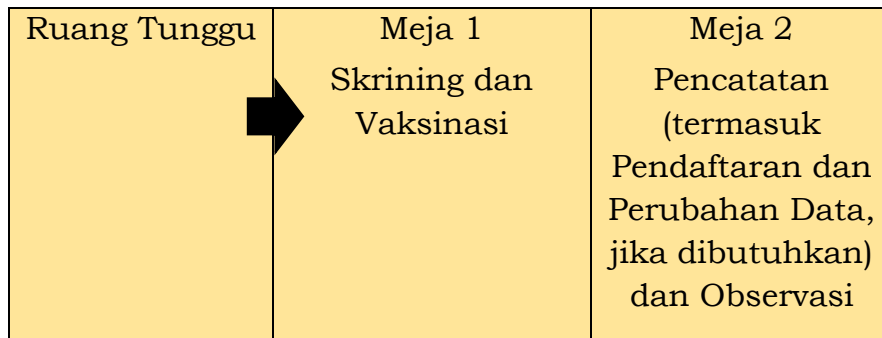 Ruang Tunggu
Meja 1
Skrining dan
Vaksinasi
Meja 2
Pencatatan
(termasuk
Pendaftaran dan
Perubahan Data,
jika dibutuhkan)
dan Observasi